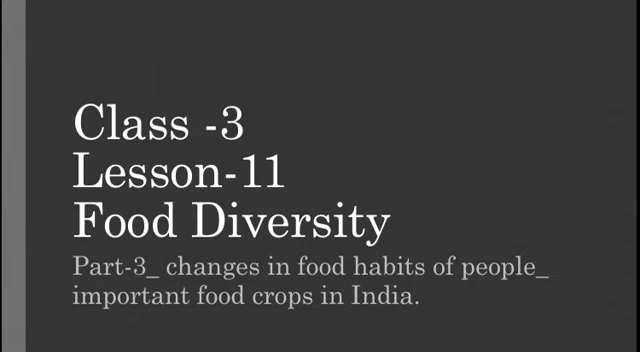 Class -3
Lesson-11
Food Diversity
Part-3_ changes in food habits of people_
important food crops in India.